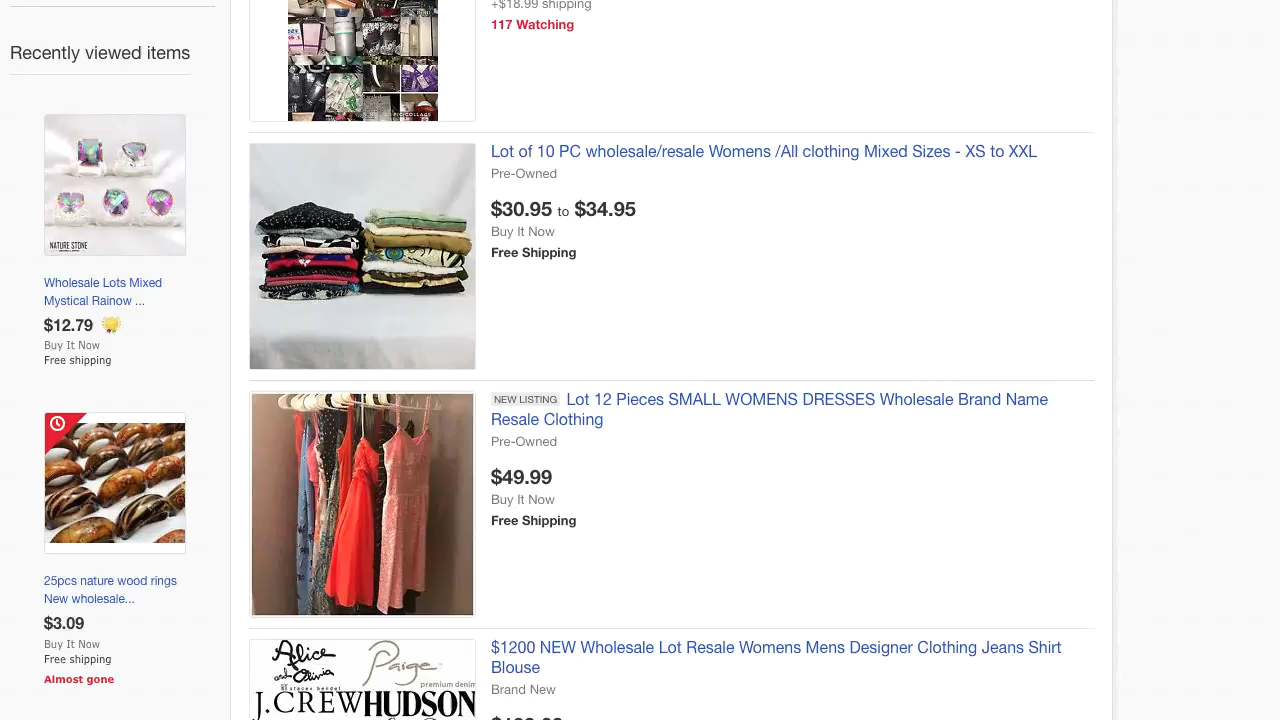 +$18.99 shipping
117 Watching
Recently viewed items
NATURE STONE
Wholesale Lots Mixed
Mystical Rainow ...
$12.79
Buy It Now
Free shipping
25pcs nature wood rings
New wholesale...
$3.09
Buy It Now
Free shipping
Almost gone
PIC•COLLAGE
Lot of 10 PC wholesale/resale Womens /All clothing Mixed Sizes - XS to XXL
Pre-Owned
$30.95 to $34.95
Buy It Now
Free Shipping
NEW LISTING Lot 12 Pieces SMALL WOMENS DRESSES Wholesale Brand Name
Resale Clothing
Pre-Owned
$49.99
Buy It Now
Free Shipping
Alice and Olivia
BY stacey bendet
Paige
premium denim
J.CREW HUDSON
$1200 NEW Wholesale Lot Resale Womens Mens Designer Clothing Jeans Shirt
Blouse
Brand New